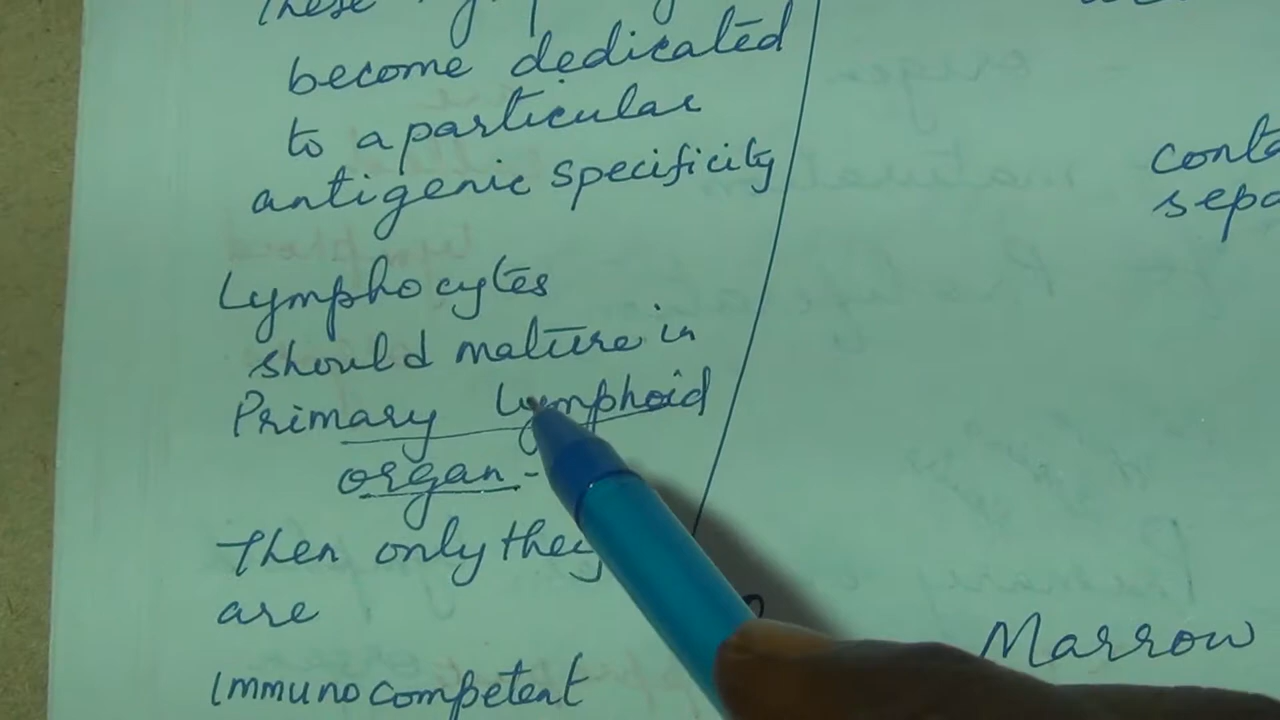 These
become dedicated
to a particular
antigenic specificity
Lymphocytes
should mature in
Primary Lymphoid
organ -
Then only they
are
Immunocompetent
conta
sepa
Marrow